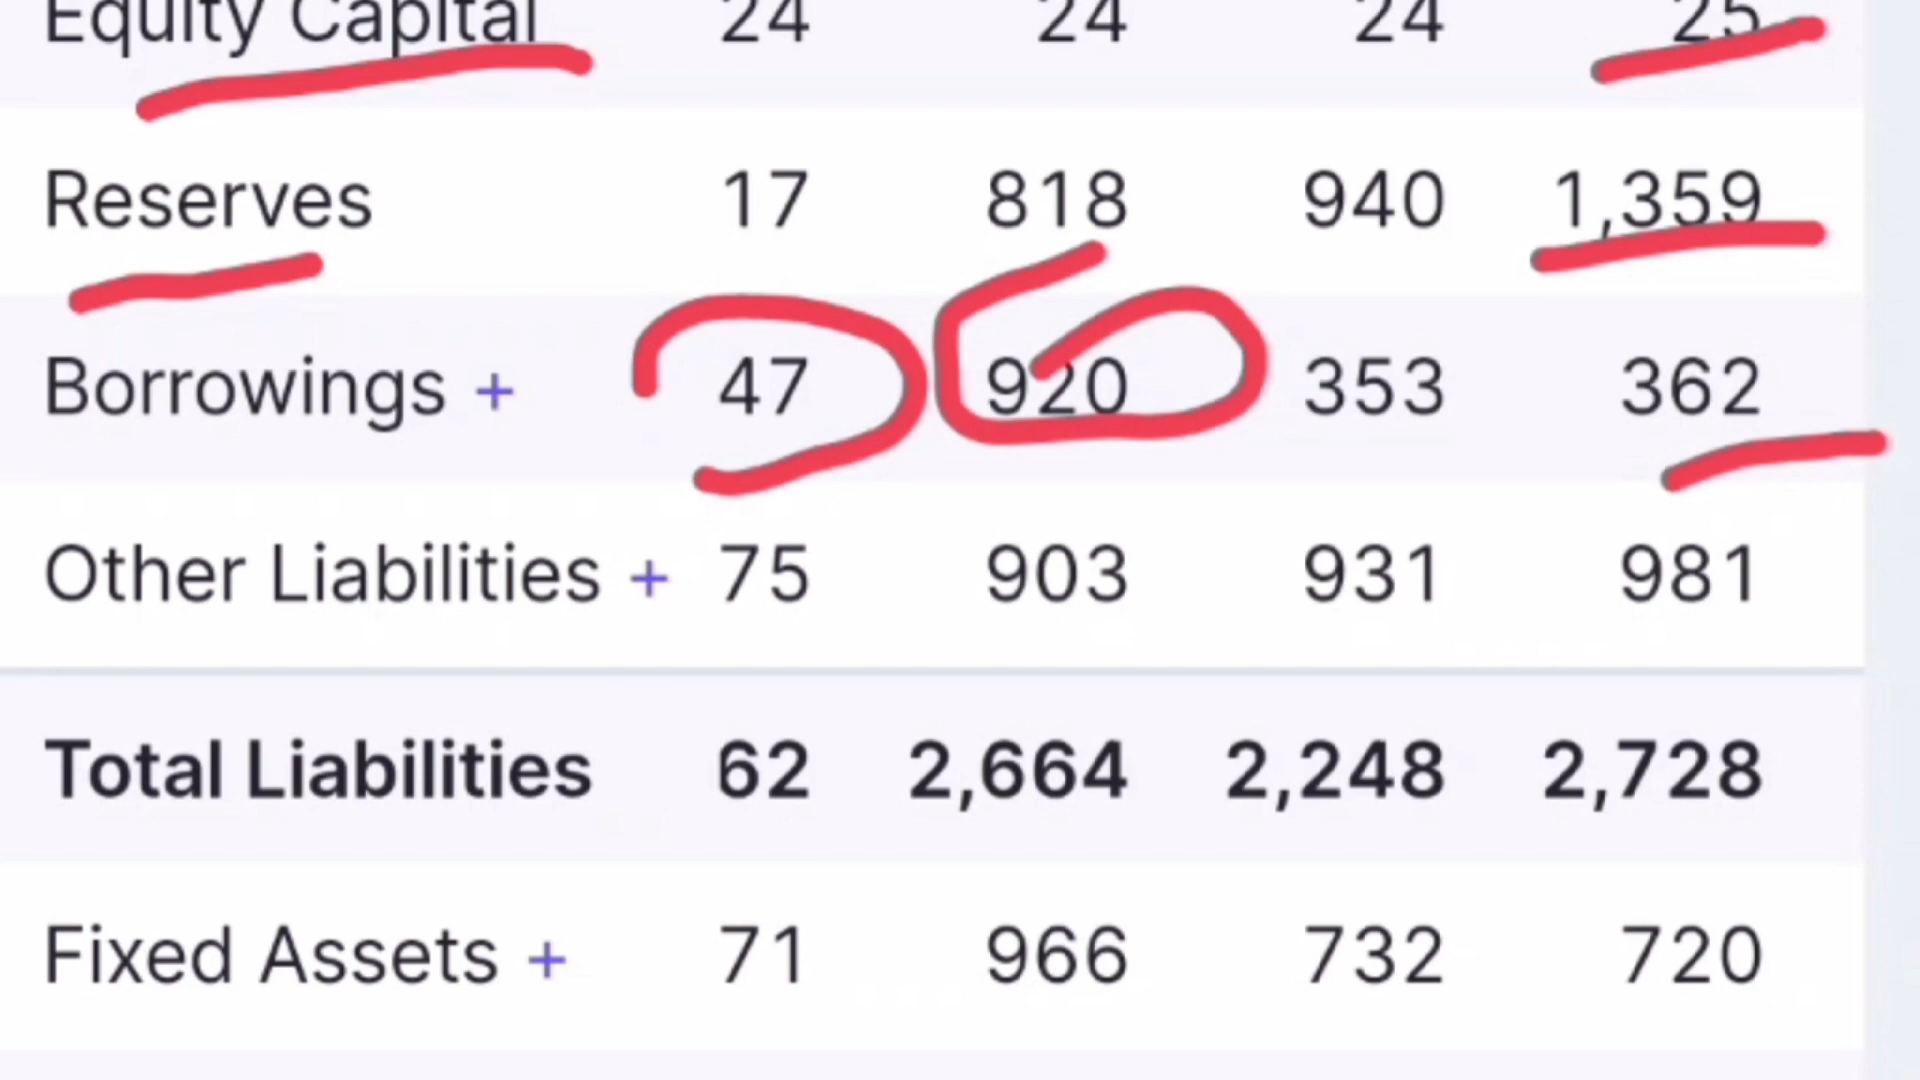 Equity Capital 24 24 24 25
Reserves 17 818 940 1,359
Borrowings + 47 920 353 362
Other Liabilities + 75 903 931 981
Total Liabilities 62 2,664 2,248 2,728
Fixed Assets + 71 966 732 720